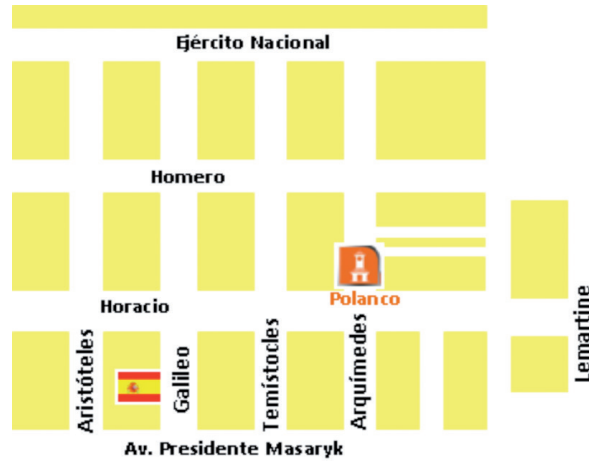 Ejército Nacional
Homero
Polanco
Horacio
Aristóteles
Galileo
Temístocles
Arquímedes
Lemartine
Av. Presidente Masaryk